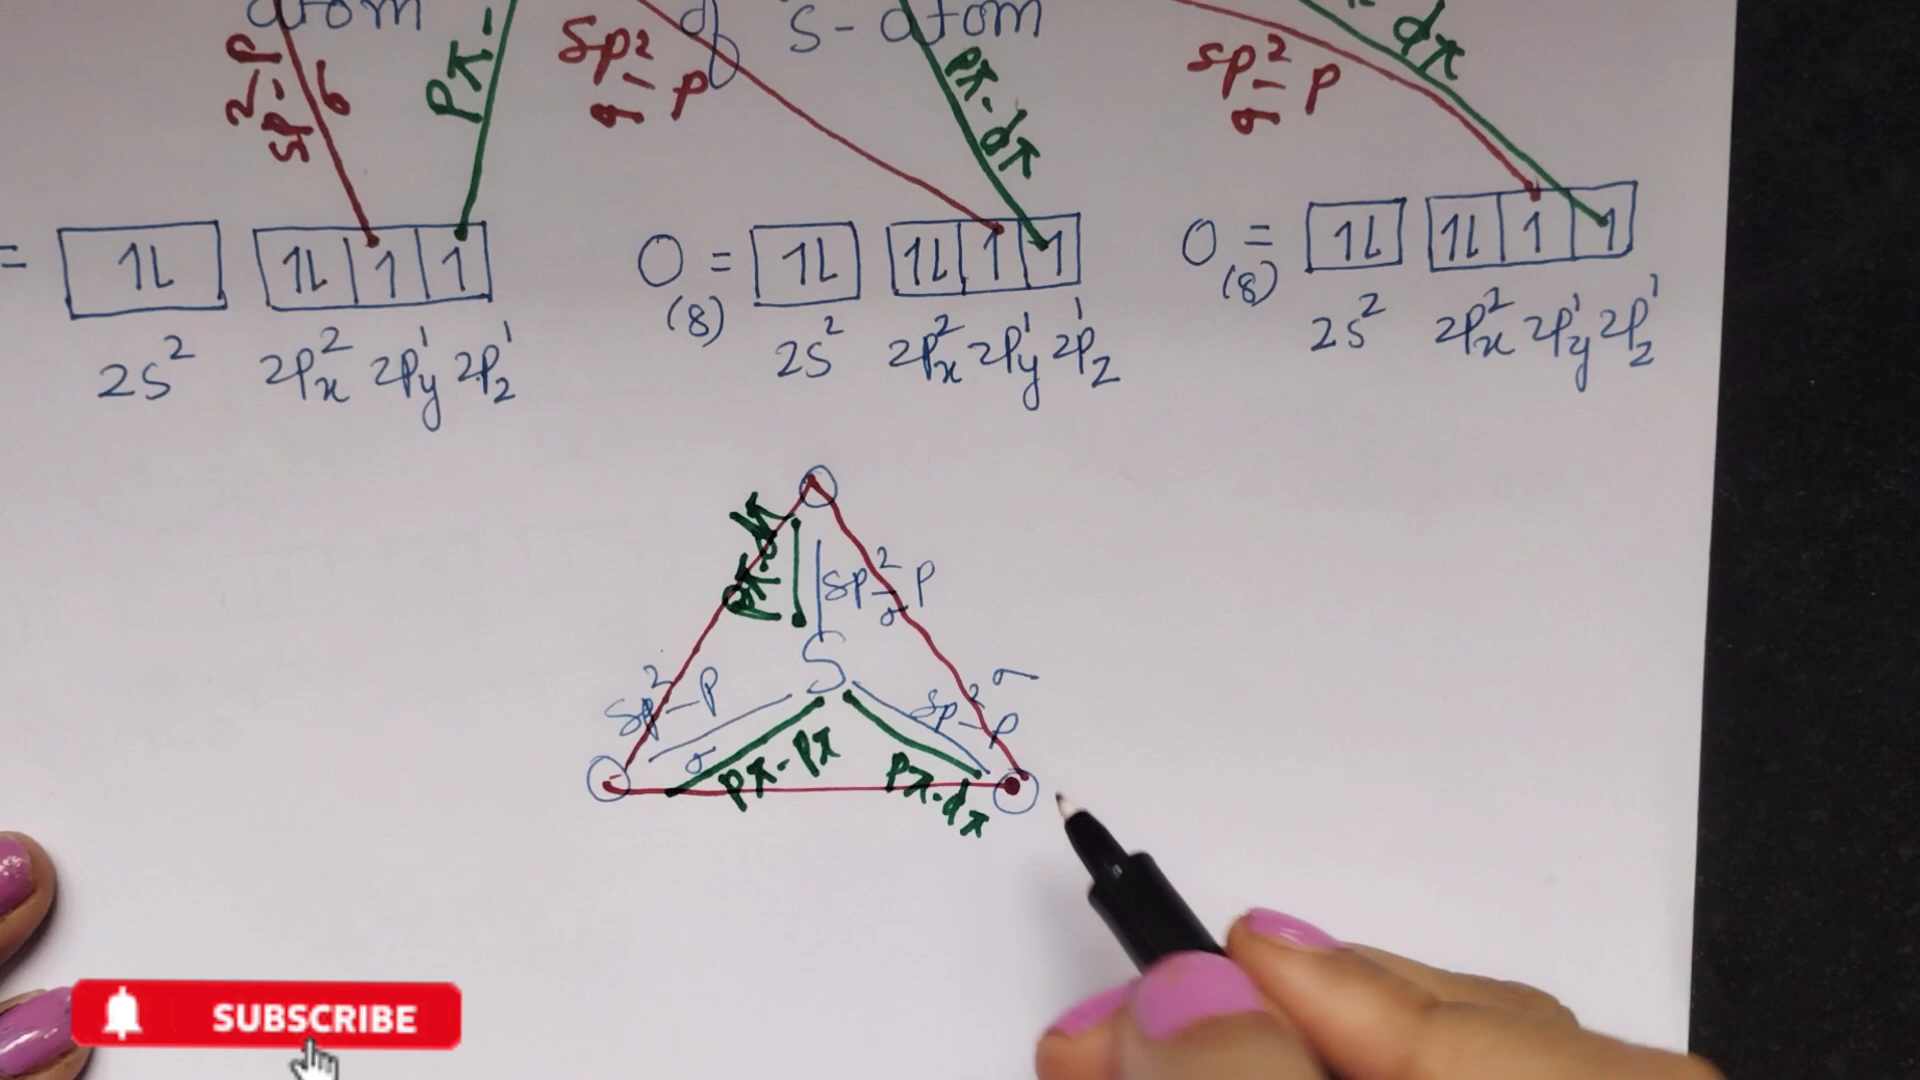 atom of S-atom
sp²-p σ pπ- sp²-p σ pπ-dπ sp²-p σ dπ
= 1L 1L 1 1 O = 1L 1L 1 1 O = 1L 1L 1 1
(8) (8)
2S² 2Px² 2Py¹ 2Pz¹ 2S² 2Px² 2Py¹ 2Pz¹ 2S² 2Px² 2Py¹ 2Pz¹
O
pπ-dπ sp²-p σ
S
sp²-p σ sp²-p σ
O pπ-pπ pπ-dπ O
SUBSCRIBE